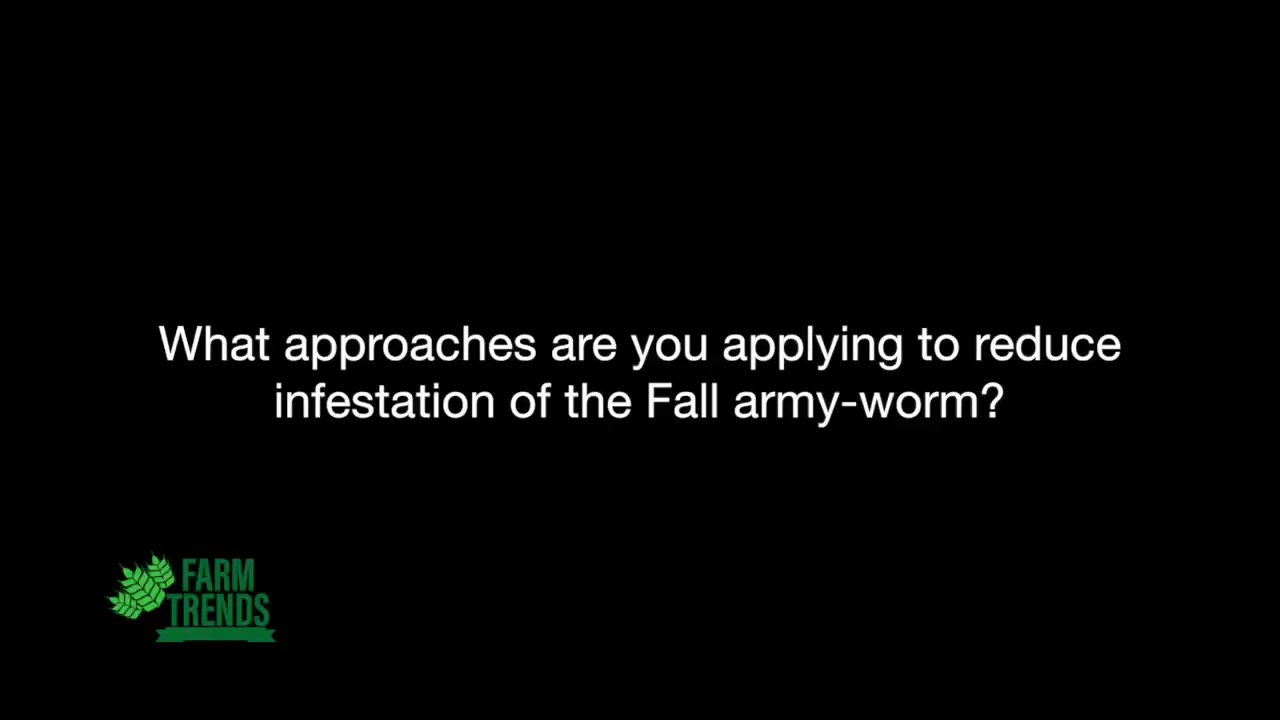 What approaches are you applying to reduce
infestation of the Fall army-worm?
FARM
TRENDS